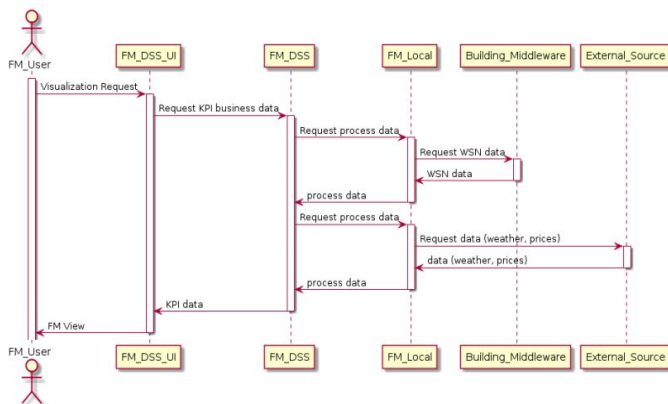 FM_User
FM_DSS_UI
FM_DSS
FM_Local
Building_Middleware
External_Source
Visualization Request
Request KPI business data
Request process data
Request WSN data
WSN data
process data
Request process data
Request data (weather, prices)
data (weather, prices)
process data
KPI data
FM View
FM_User
FM_DSS_UI
FM_DSS
FM_Local
Building_Middleware
External_Source